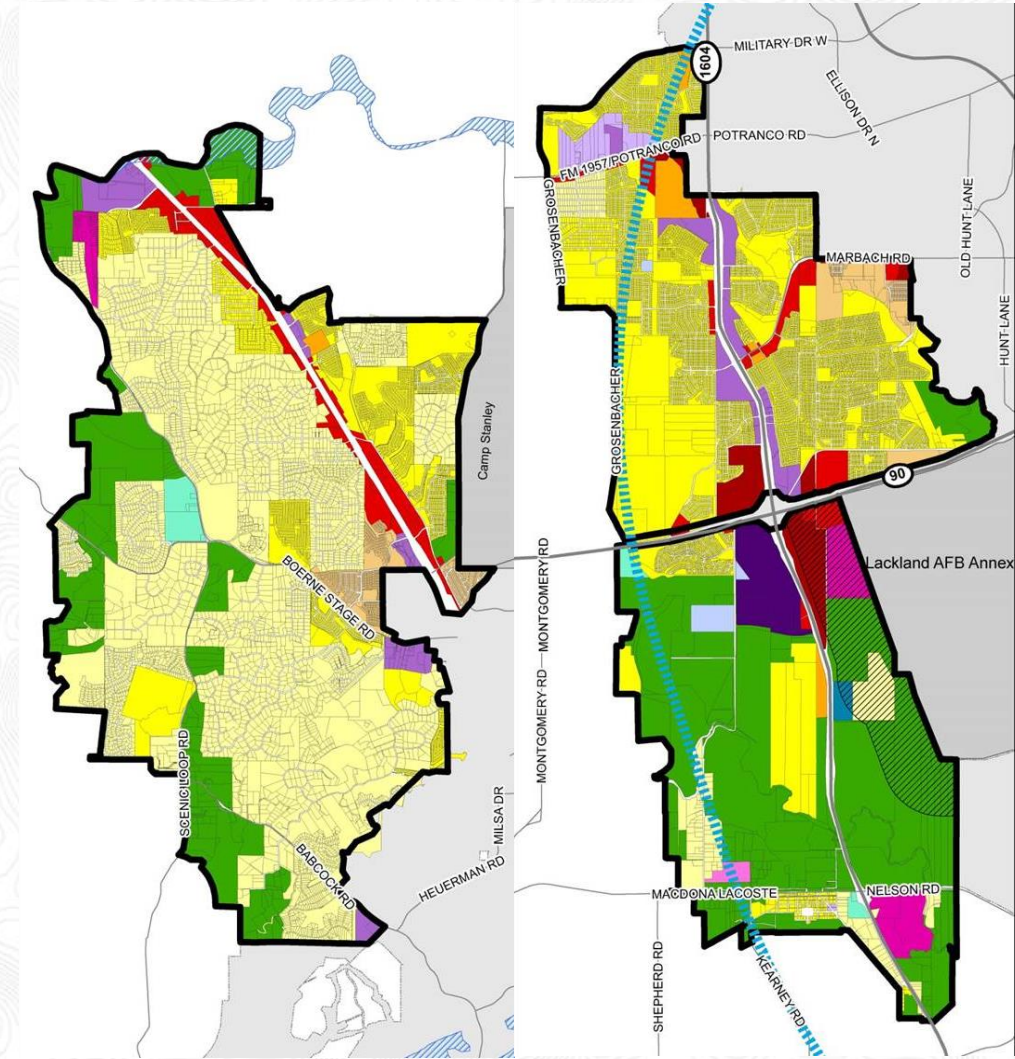 Camp Stanley
BOERNE STAGE RD
SCENIC LOOP RD
BABCOCK RD
MILSA DR
HEUERMAN RD
MILITARY DR W
1604
ELLISON DR N
POTRANCO RD
FM 1957/POTRANCO RD
GROSENBACHER
OLD HUNT LANE
MARBACH RD
HUNT LANE
GROSENBACHER
90
MONTGOMERY RD
MONTGOMERY RD
Lackland AFB Annex
MACDONA LACOSTE
NELSON RD
SHEPHERD RD
KEARNEY RD